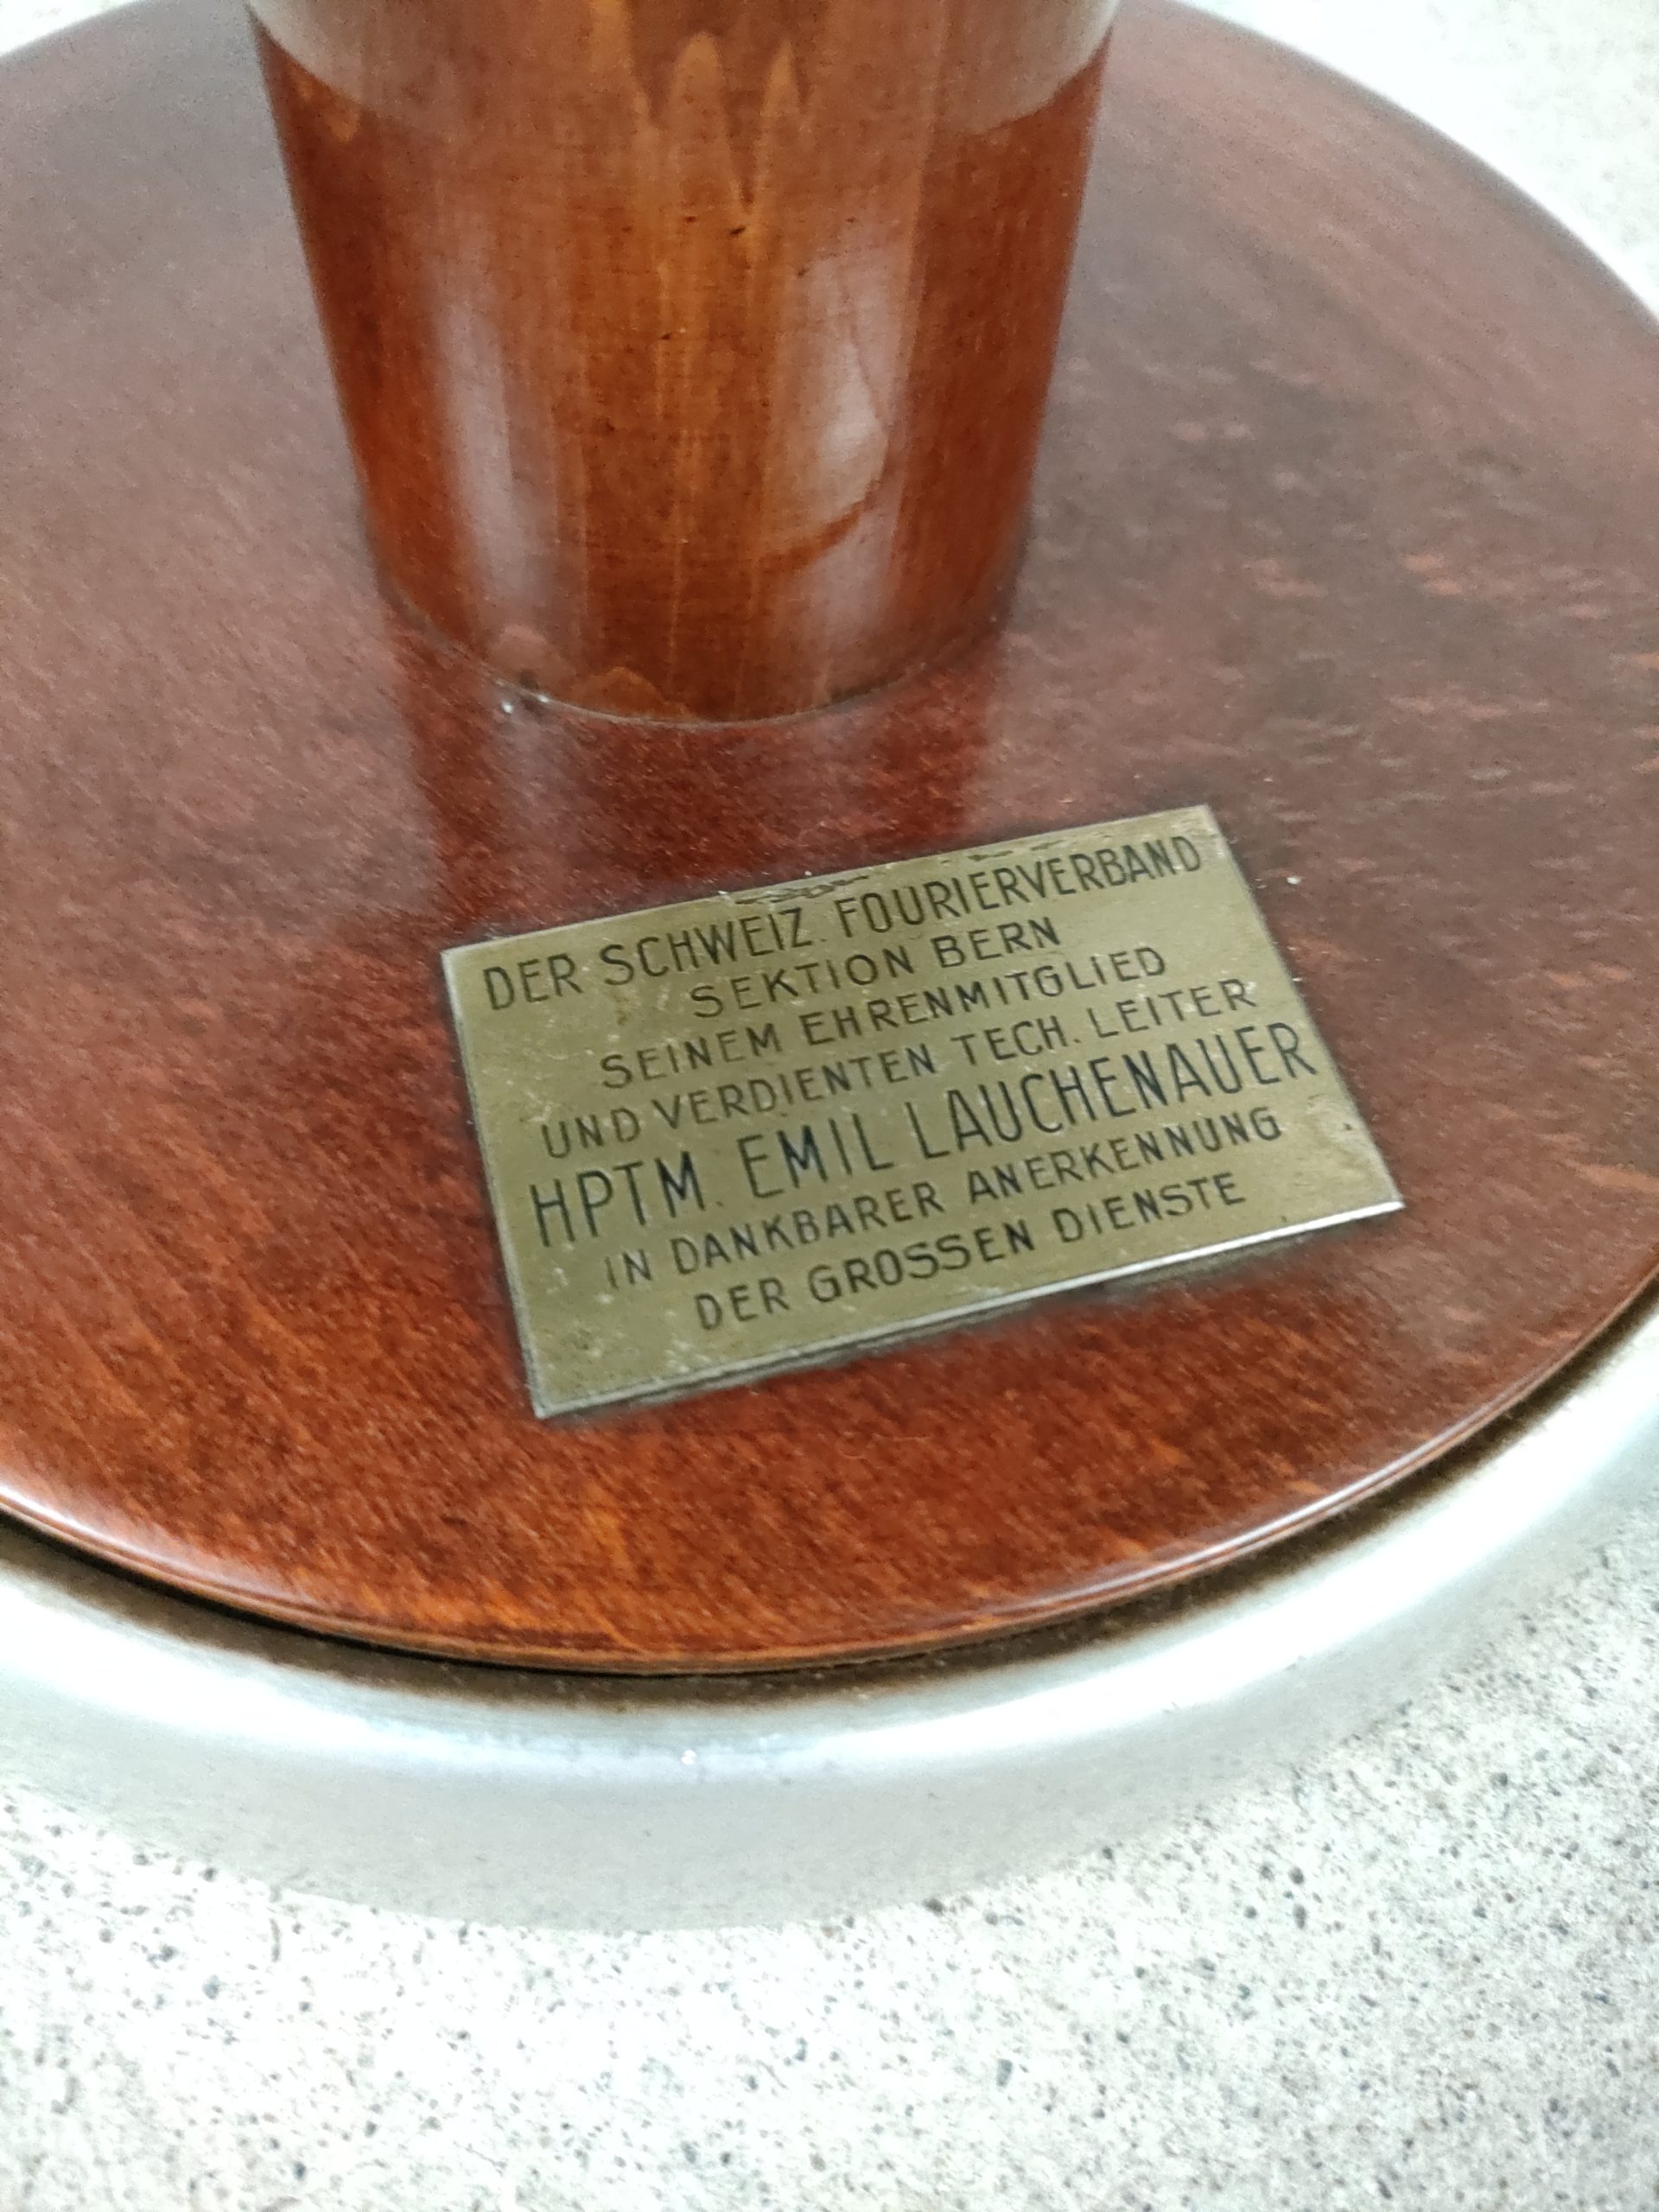 DER SCHWEIZ. FOURIERVERBAND
SEKTION BERN
SEINEM EHRENMITGLIED
UND VERDIENTEN TECH. LEITER
HPTM. EMIL LAUCHENAUER
IN DANKBARER ANERKENNUNG
DER GROSSEN DIENSTE